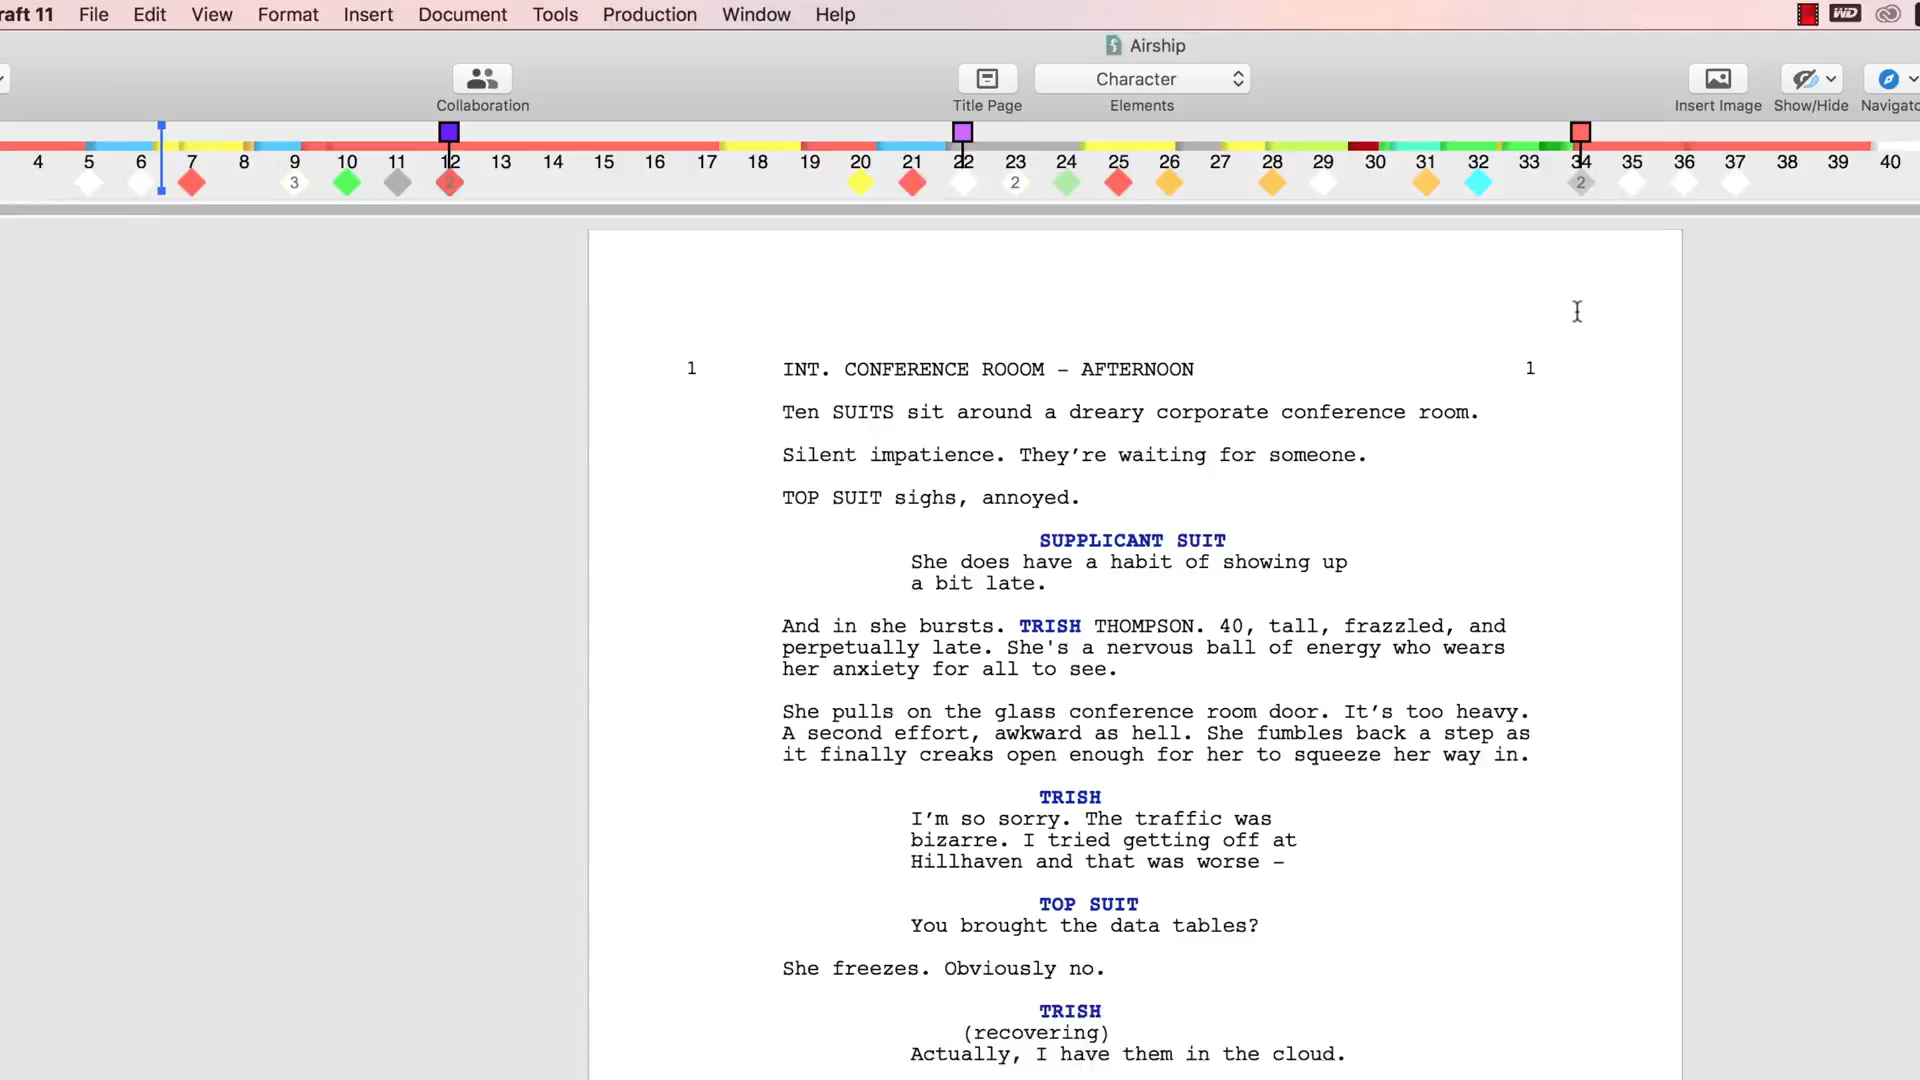 raft 11 File Edit View Format Insert Document Tools Production Window Help WD
Airship
Character
Collaboration Title Page Elements Insert Image Show/Hide Navigato
4 5 6 7 8 9 10 11 12 13 14 15 16 17 18 19 20 21 22 23 24 25 26 27 28 29 30 31 32 33 34 35 36 37 38 39 40
3 2 2 2
1 INT. CONFERENCE ROOOM – AFTERNOON 1
Ten SUITS sit around a dreary corporate conference room.
Silent impatience. They’re waiting for someone.
TOP SUIT sighs, annoyed.
SUPPLICANT SUIT
She does have a habit of showing up
a bit late.
And in she bursts. TRISH THOMPSON. 40, tall, frazzled, and
perpetually late. She's a nervous ball of energy who wears
her anxiety for all to see.
She pulls on the glass conference room door. It’s too heavy.
A second effort, awkward as hell. She fumbles back a step as
it finally creaks open enough for her to squeeze her way in.
TRISH
I’m so sorry. The traffic was
bizarre. I tried getting off at
Hillhaven and that was worse –
TOP SUIT
You brought the data tables?
She freezes. Obviously no.
TRISH
(recovering)
Actually, I have them in the cloud.